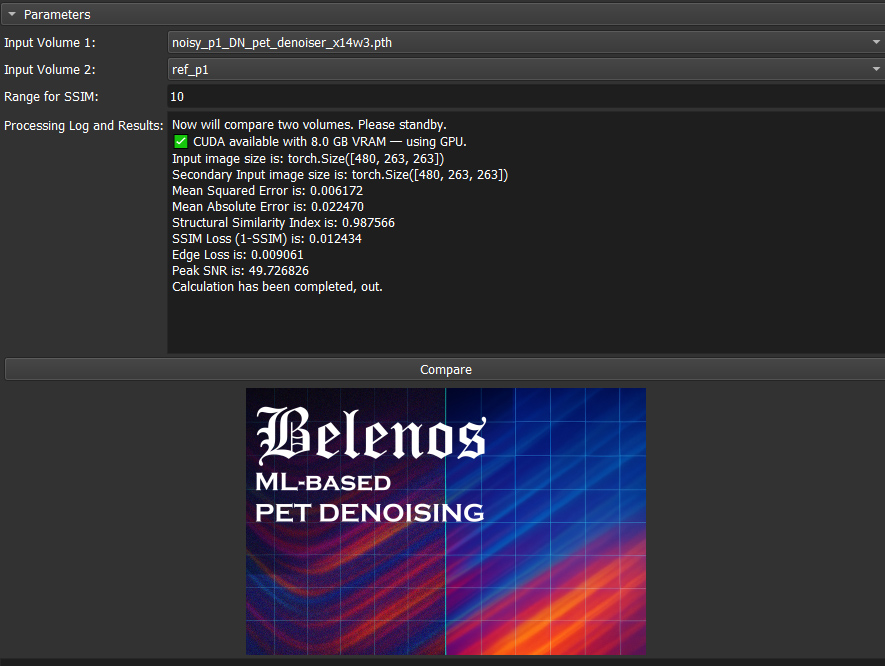 Parameters
Input Volume 1: noisy_p1_DN_pet_denoiser_x14w3.pth
Input Volume 2: ref_p1
Range for SSIM: 10
Processing Log and Results: Now will compare two volumes. Please standby.
✅ CUDA available with 8.0 GB VRAM — using GPU.
Input image size is: torch.Size([480, 263, 263])
Secondary Input image size is: torch.Size([480, 263, 263])
Mean Squared Error is: 0.006172
Mean Absolute Error is: 0.022470
Structural Similarity Index is: 0.987566
SSIM Loss (1-SSIM) is: 0.012434
Edge Loss is: 0.009061
Peak SNR is: 49.726826
Calculation has been completed, out.
Compare
Belenos
ML-BASED
PET DENOISING